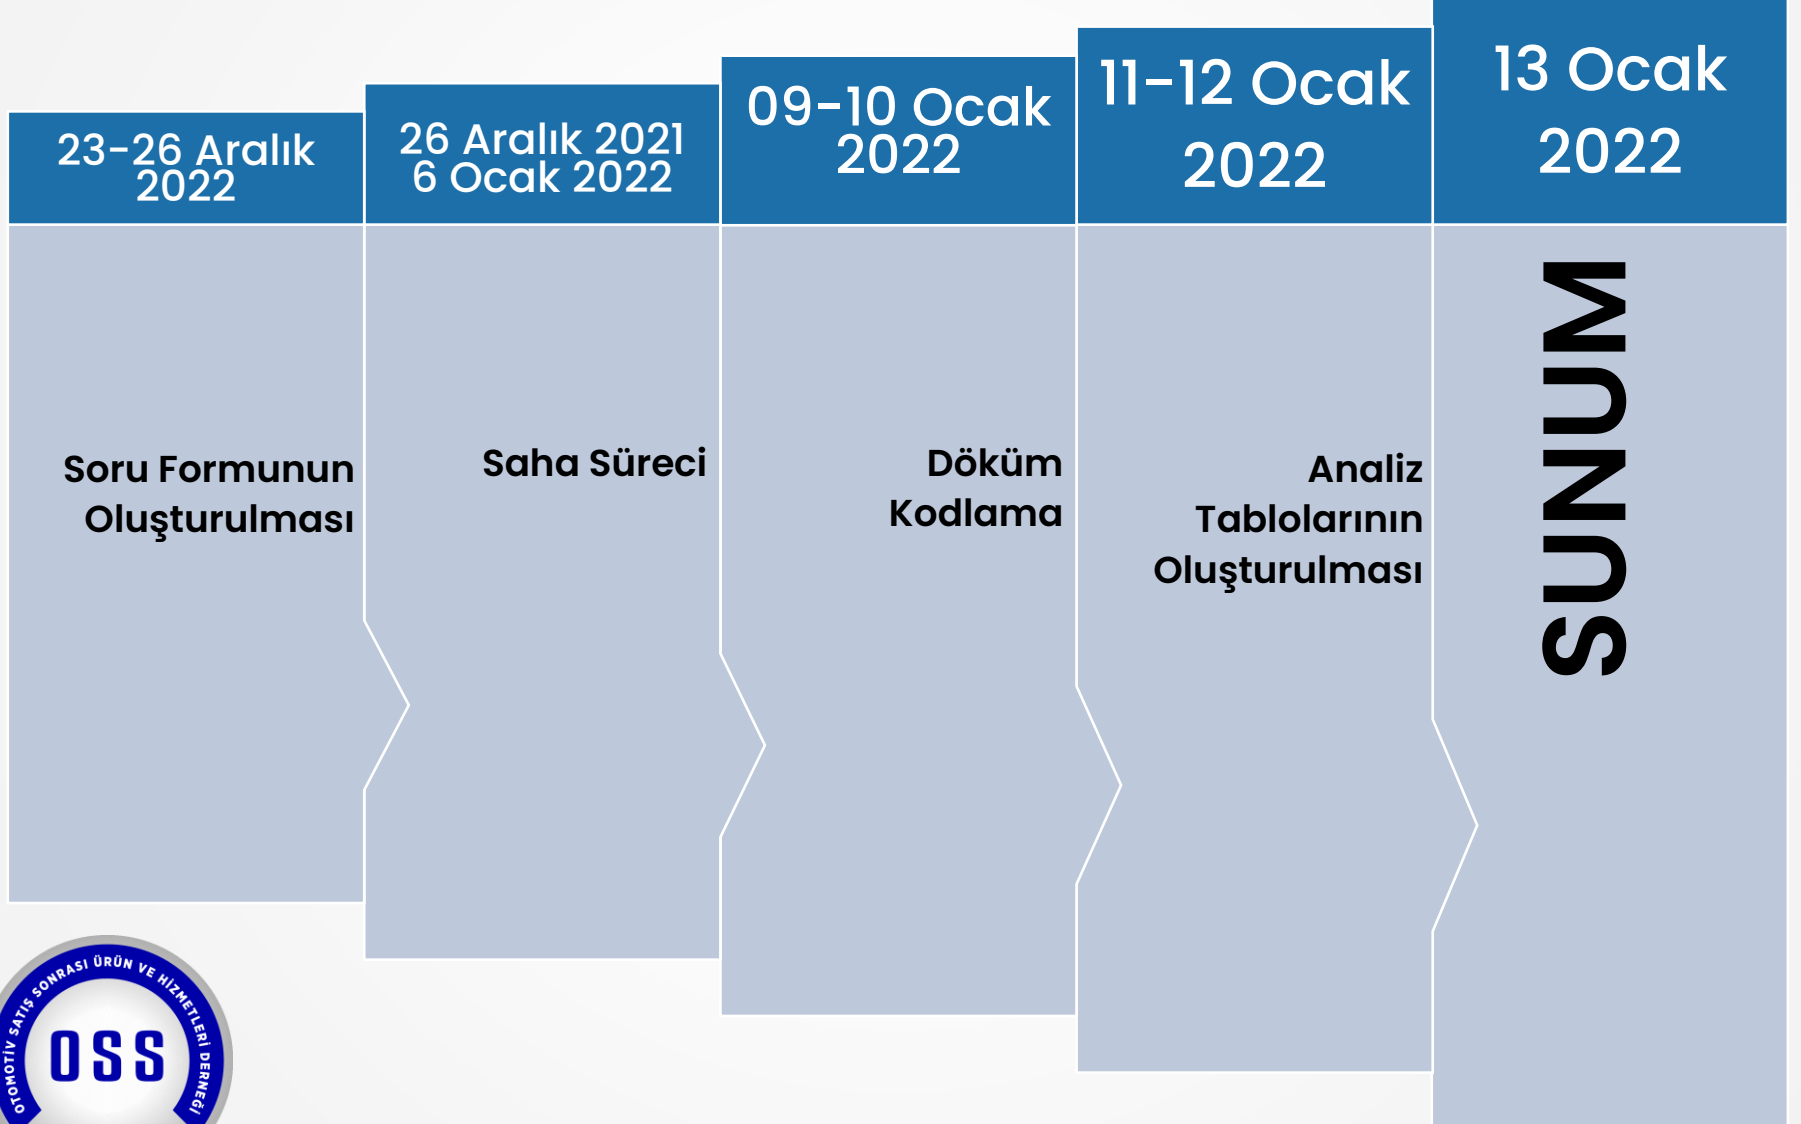 23-26 Aralık
2022
Soru Formunun
Oluşturulması
26 Aralık 2021
6 Ocak 2022
Saha Süreci
09-10 Ocak
2022
Döküm
Kodlama
11-12 Ocak
2022
Analiz
Tablolarının
Oluşturulması
13 Ocak
2022
SUNUM
OTOMOTİV SATIŞ SONRASI ÜRÜN VE HİZMETLERİ DERNEĞİ
OSS